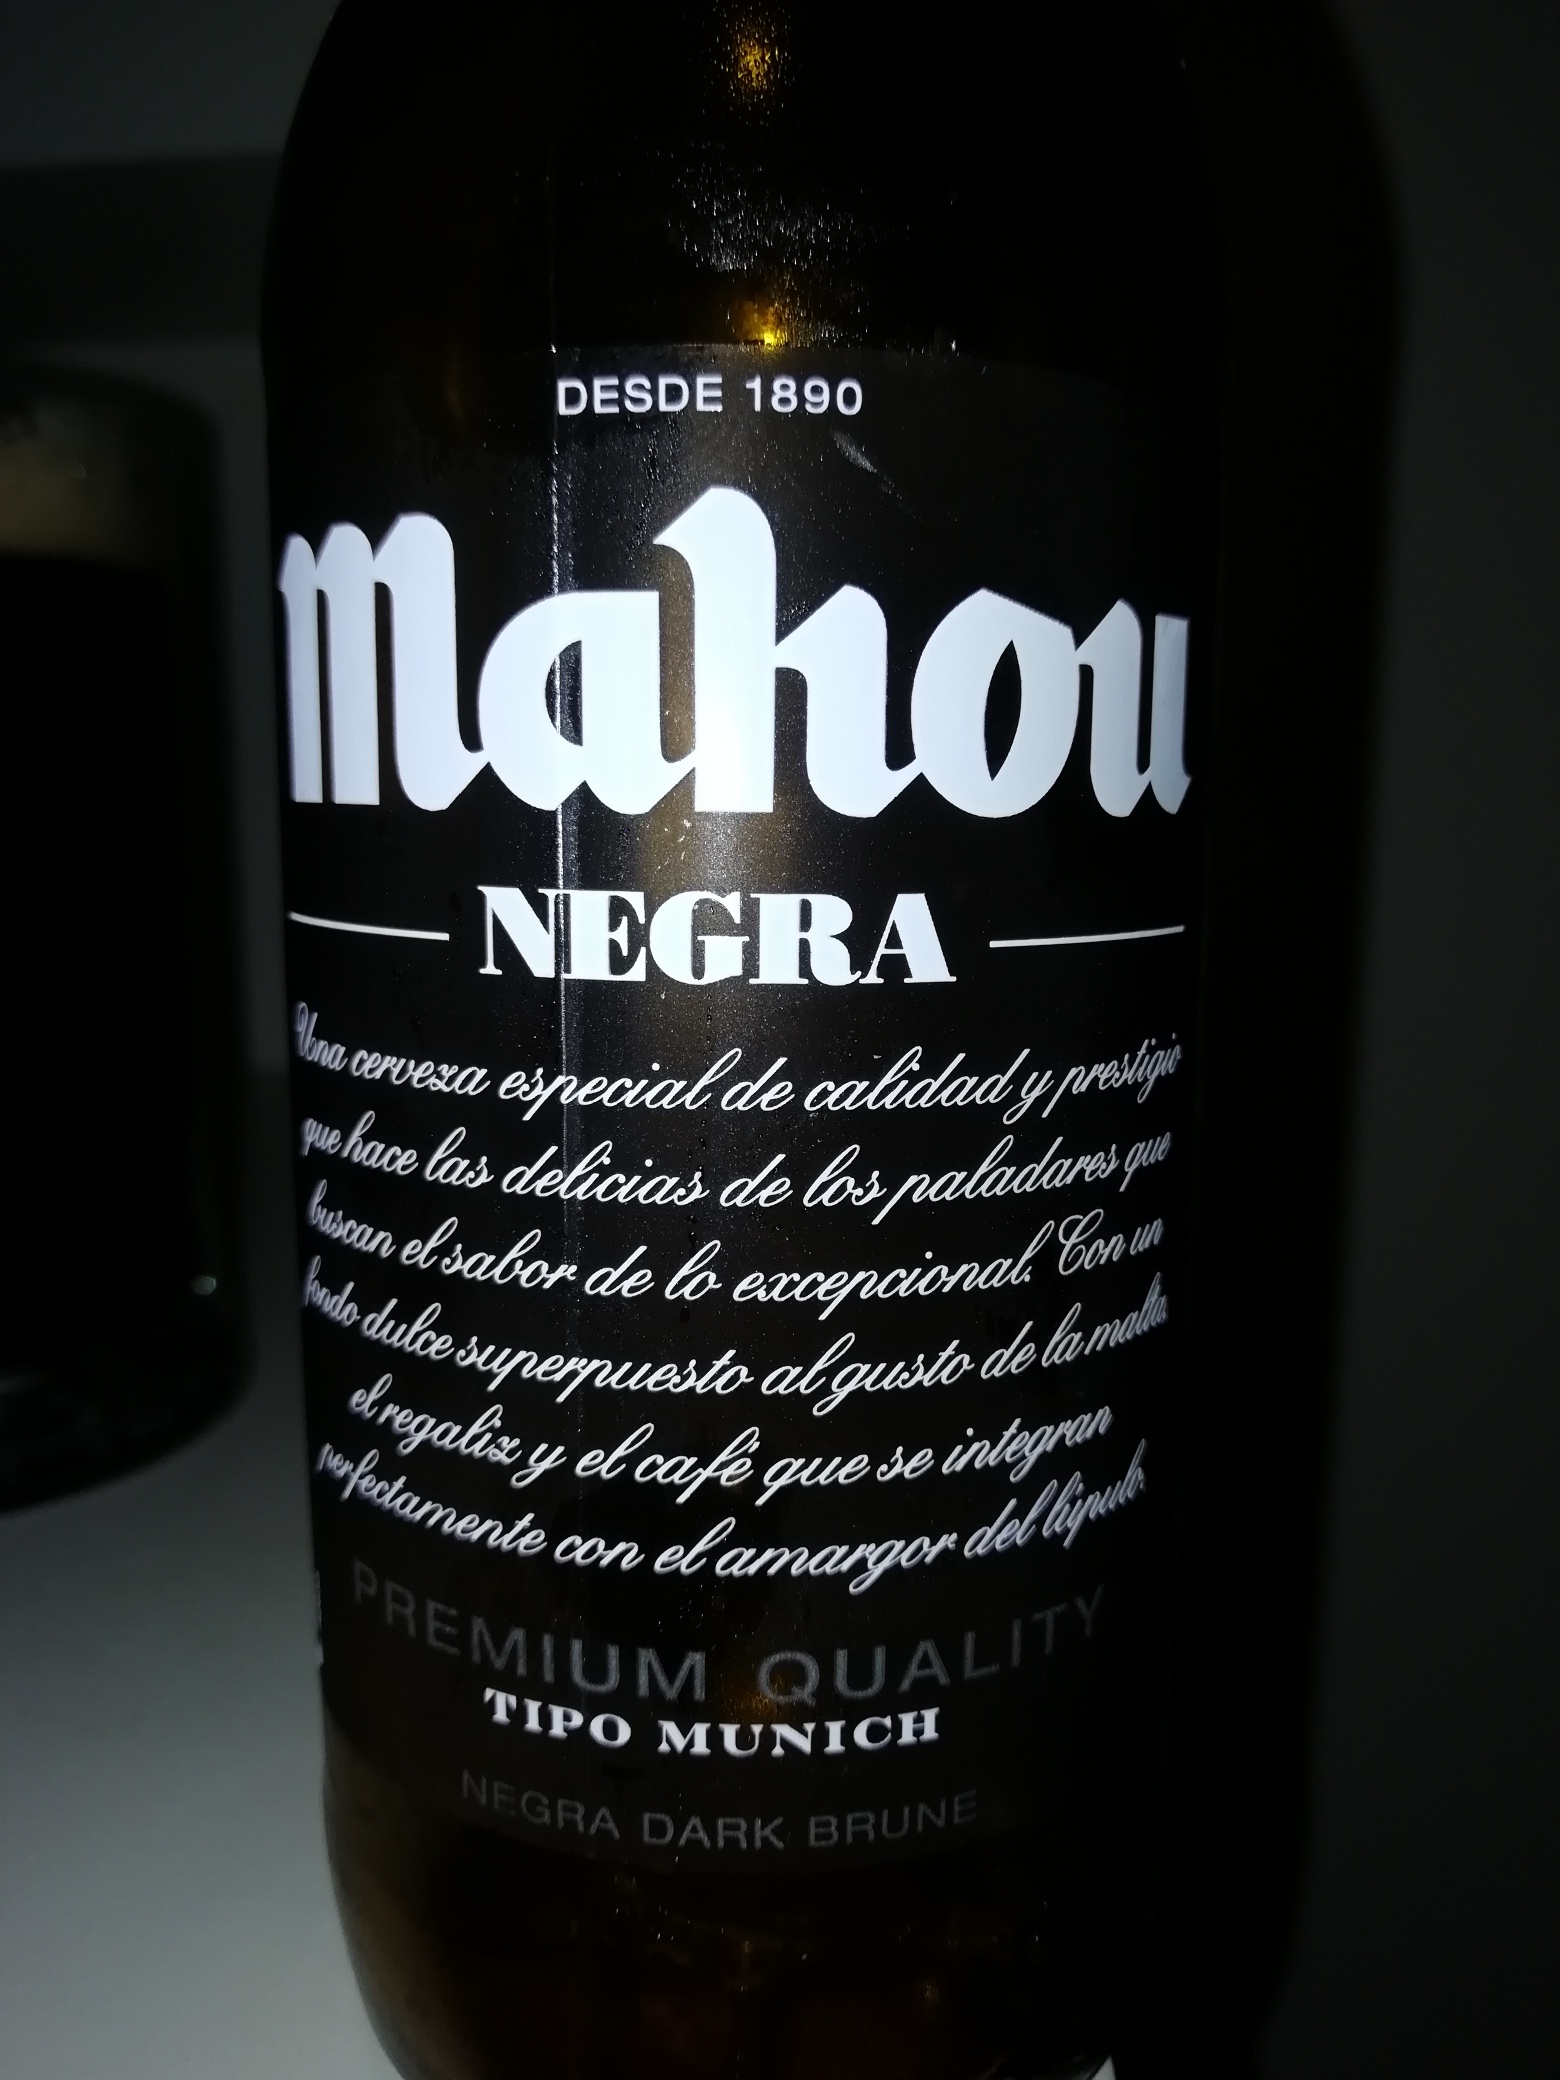 DESDE 1890
Mahou
NEGRA
Una cerveza especial de calidad y prestigio
que hace las delicias de los paladares que
buscan el sabor de lo excepcional. Con un
fondo dulce superpuesto al gusto de la malta,
el regaliz y el café que se integran
perfectamente con el amargor del lúpulo.
PREMIUM QUALITY
TIPO MUNICH
NEGRA DARK BRUNE